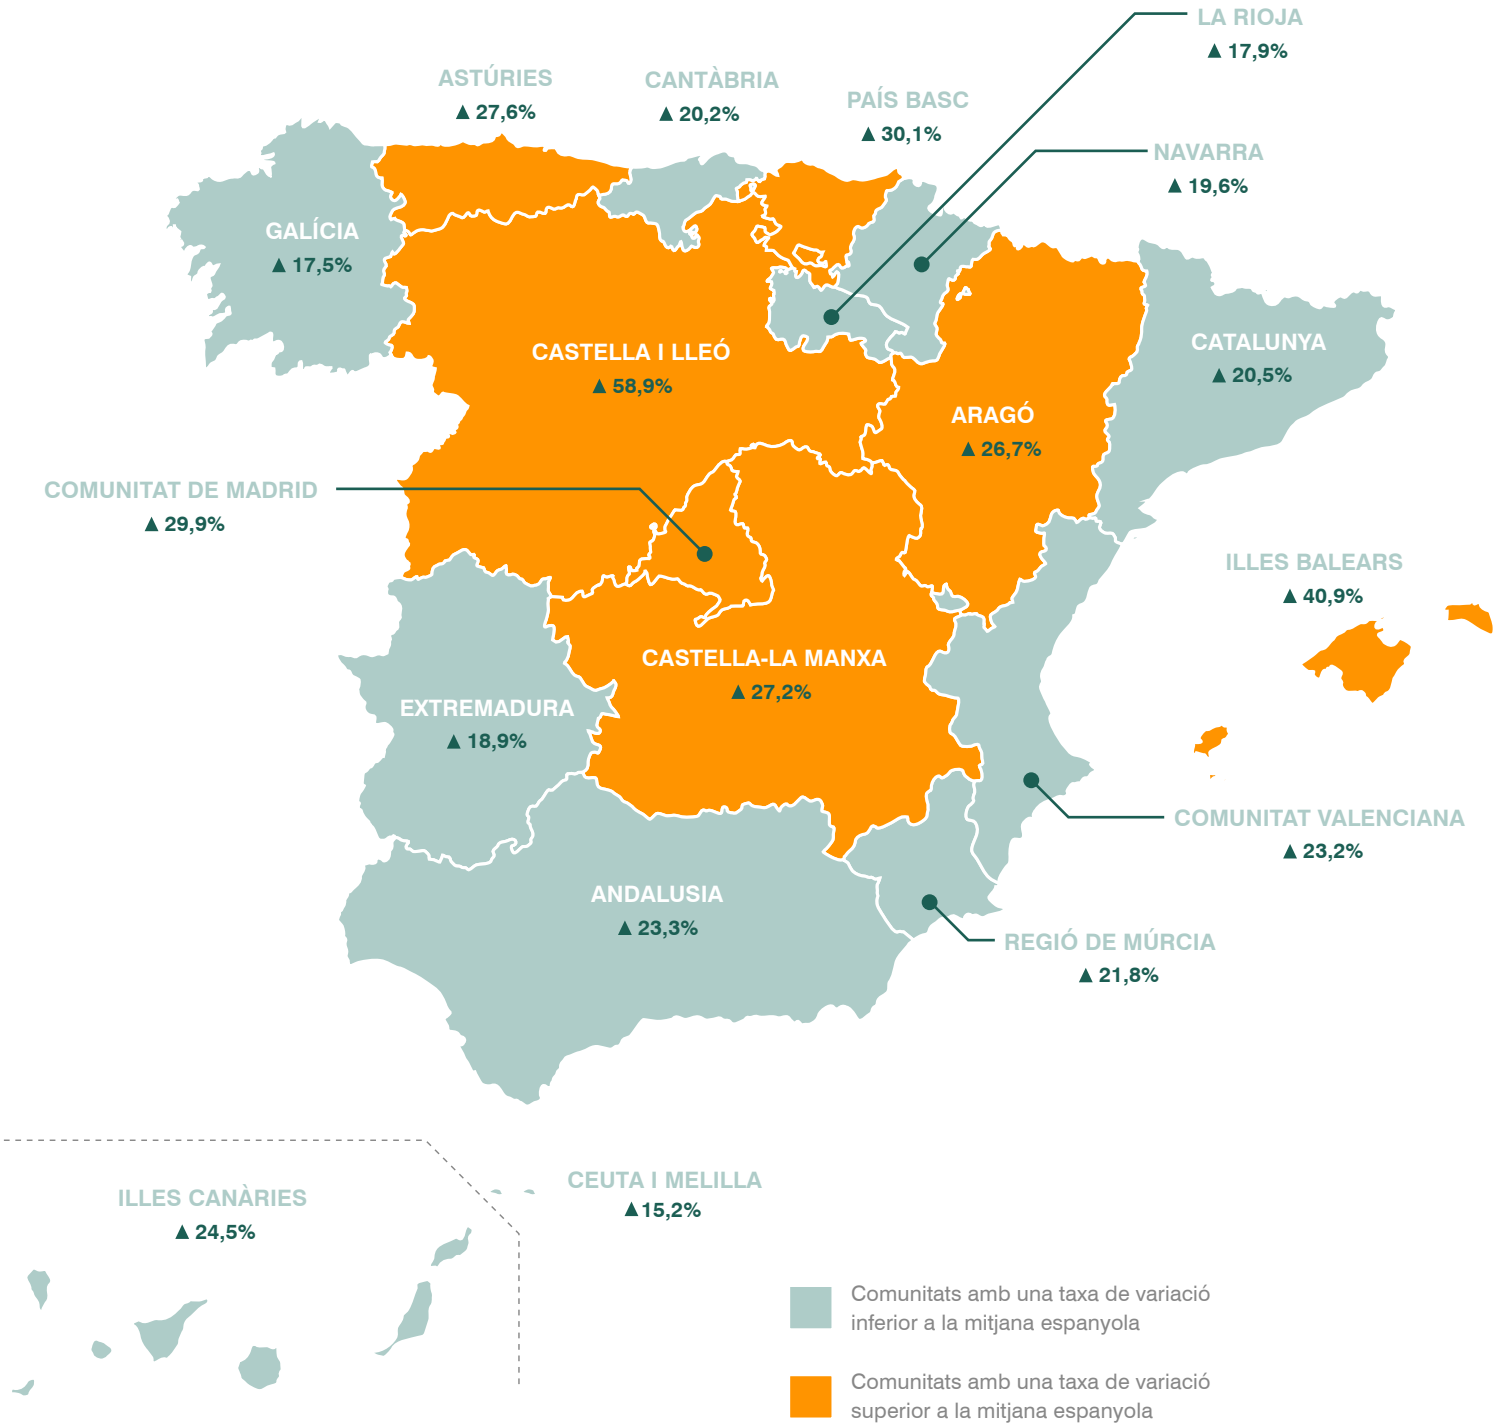 LA RIOJA
▲ 17,9%
ASTÚRIES
▲ 27,6%
CANTÀBRIA
▲ 20,2%
PAÍS BASC
▲ 30,1%
NAVARRA
▲ 19,6%
GALÍCIA
▲ 17,5%
CASTELLA I LLEÓ
▲ 58,9%
CATALUNYA
▲ 20,5%
ARAGÓ
▲ 26,7%
COMUNITAT DE MADRID
▲ 29,9%
ILLES BALEARS
▲ 40,9%
CASTELLA-LA MANXA
▲ 27,2%
EXTREMADURA
▲ 18,9%
COMUNITAT VALENCIANA
▲ 23,2%
ANDALUSIA
▲ 23,3%
REGIÓ DE MÚRCIA
▲ 21,8%
CEUTA I MELILLA
▲ 15,2%
ILLES CANÀRIES
▲ 24,5%
Comunitats amb una taxa de variació
inferior a la mitjana espanyola
Comunitats amb una taxa de variació
superior a la mitjana espanyola